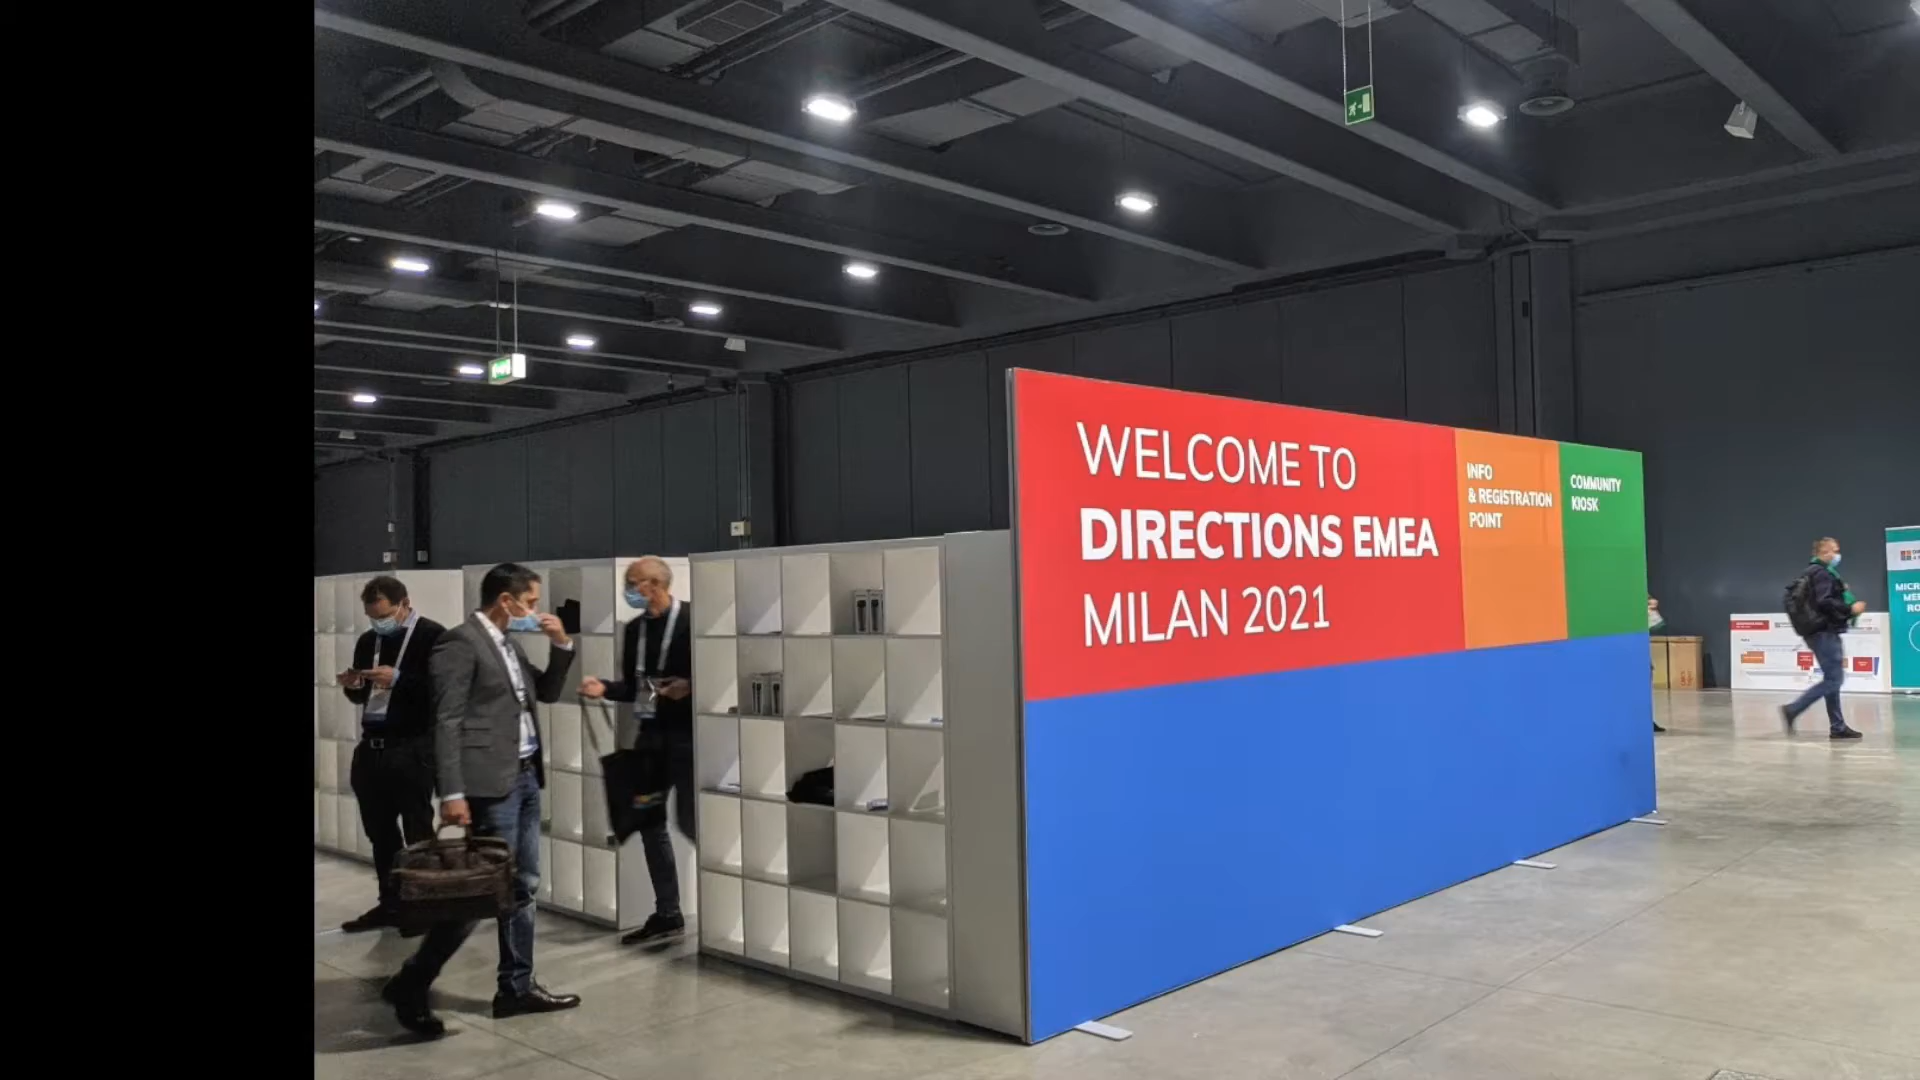 WELCOME TO
DIRECTIONS EMEA
MILAN 2021
INFO
& REGISTRATION
POINT
COMMUNITY
KIOSK